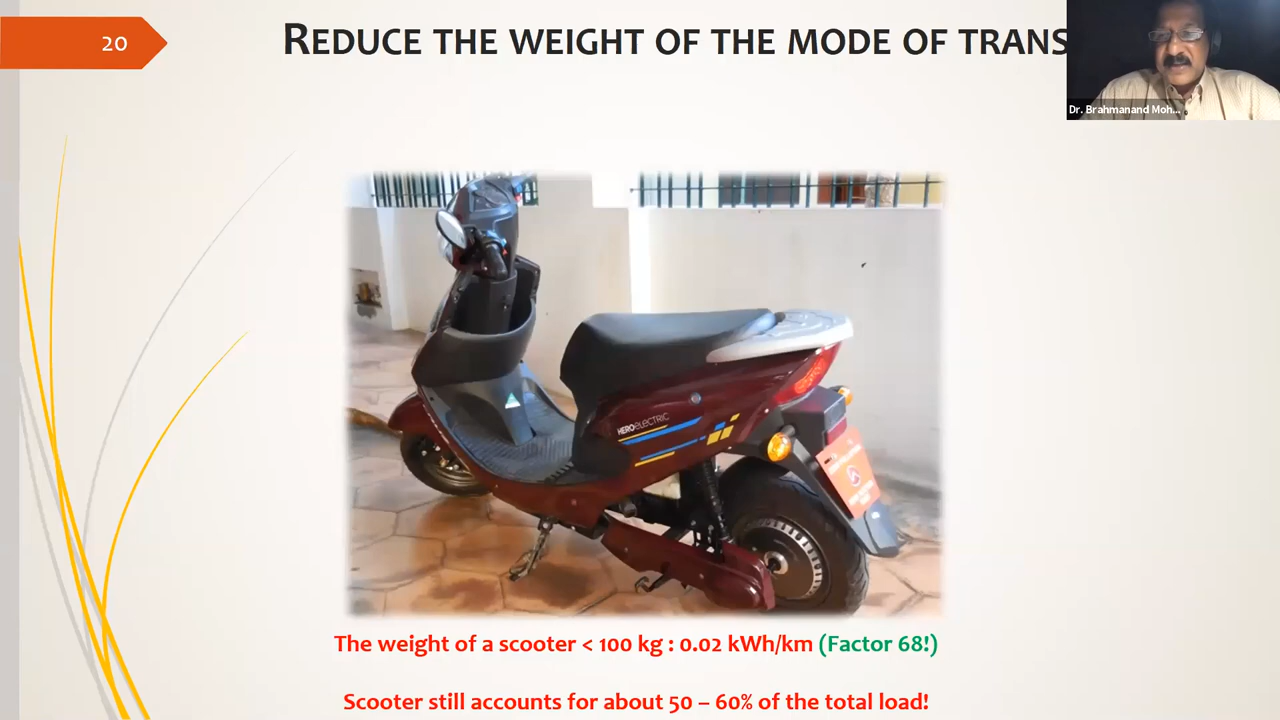 20
REDUCE THE WEIGHT OF THE MODE OF TRANS
Dr. Brahmanand Moh...
HERO ELECTRIC
The weight of a scooter < 100 kg : 0.02 kWh/km (Factor 68!)
Scooter still accounts for about 50 – 60% of the total load!